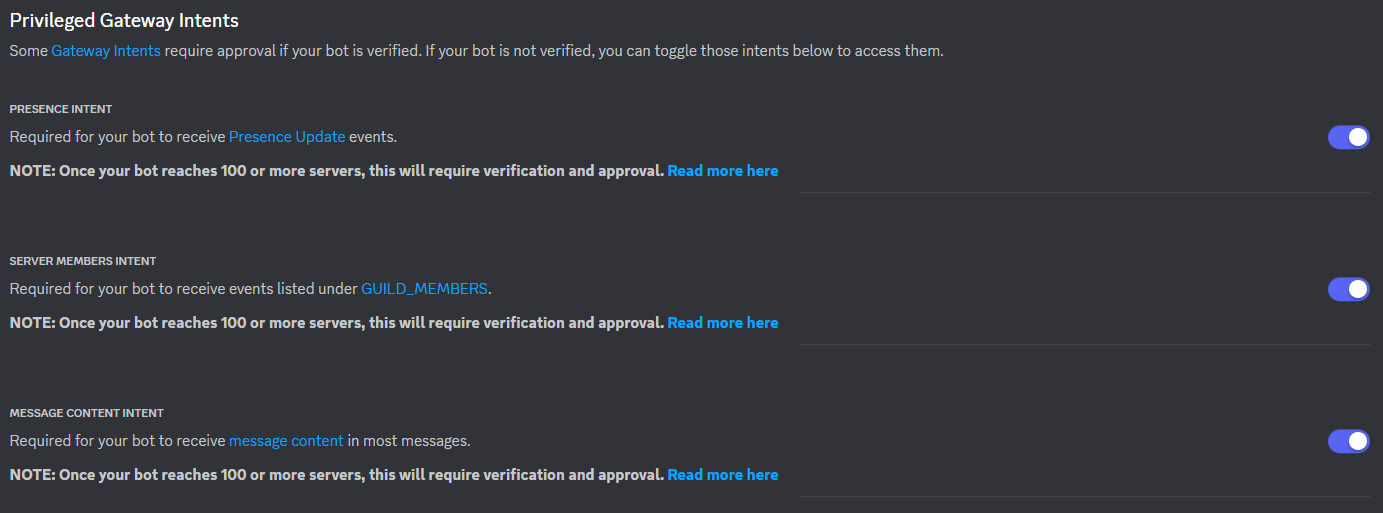 Privileged Gateway Intents
Some Gateway Intents require approval if your bot is verified. If your bot is not verified, you can toggle those intents below to access them.
PRESENCE INTENT
Required for your bot to receive Presence Update events.
NOTE: Once your bot reaches 100 or more servers, this will require verification and approval. Read more here
SERVER MEMBERS INTENT
Required for your bot to receive events listed under GUILD_MEMBERS.
NOTE: Once your bot reaches 100 or more servers, this will require verification and approval. Read more here
MESSAGE CONTENT INTENT
Required for your bot to receive message content in most messages.
NOTE: Once your bot reaches 100 or more servers, this will require verification and approval. Read more here